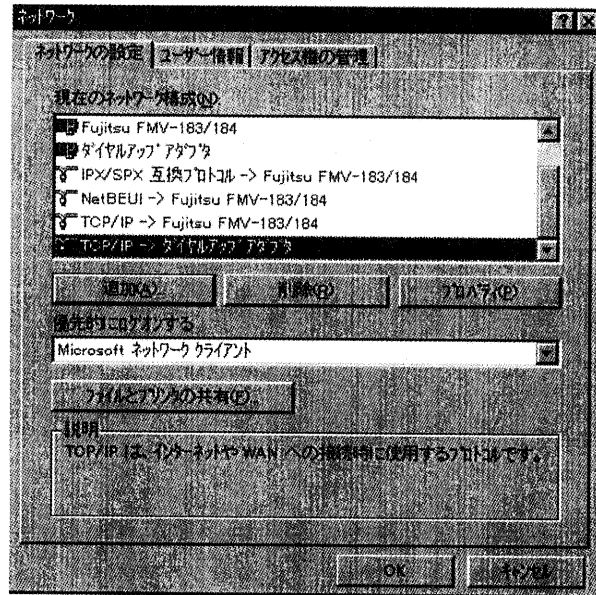 ネットワーク
ネットワークの設定 ユーザー情報 アクセス権の管理
現在のネットワーク構成(N):
Fujitsu FMV-183/184
ダイヤルアップ アダプタ
IPX/SPX 互換プロトコル -> Fujitsu FMV-183/184
NetBEUI -> Fujitsu FMV-183/184
TCP/IP -> Fujitsu FMV-183/184
TCP/IP -> ダイヤルアップ アダプタ
追加(A)... 削除(R) プロパティ(P)
優先的にログオンする
Microsoft ネットワーク クライアント
ファイルとプリンタの共有(F)...
説明
TCP/IP は、インターネットや WAN への接続時に使用するプロトコルです。
OK キャンセル